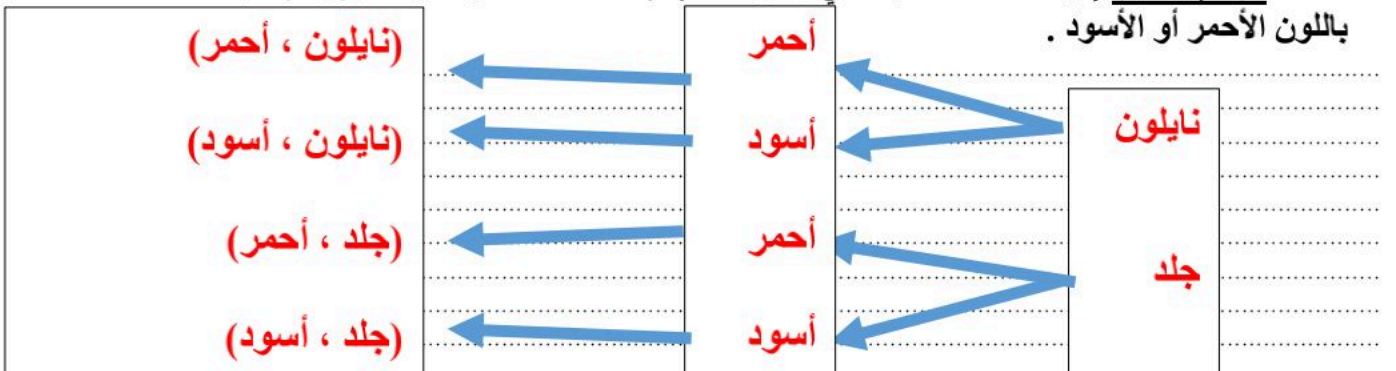 باللون الأحمر أو الأسود .
نايلون
جلد
أحمر
أسود
أحمر
أسود
(نايلون ، أحمر)
(نايلون ، أسود)
(جلد ، أحمر)
(جلد ، أسود)